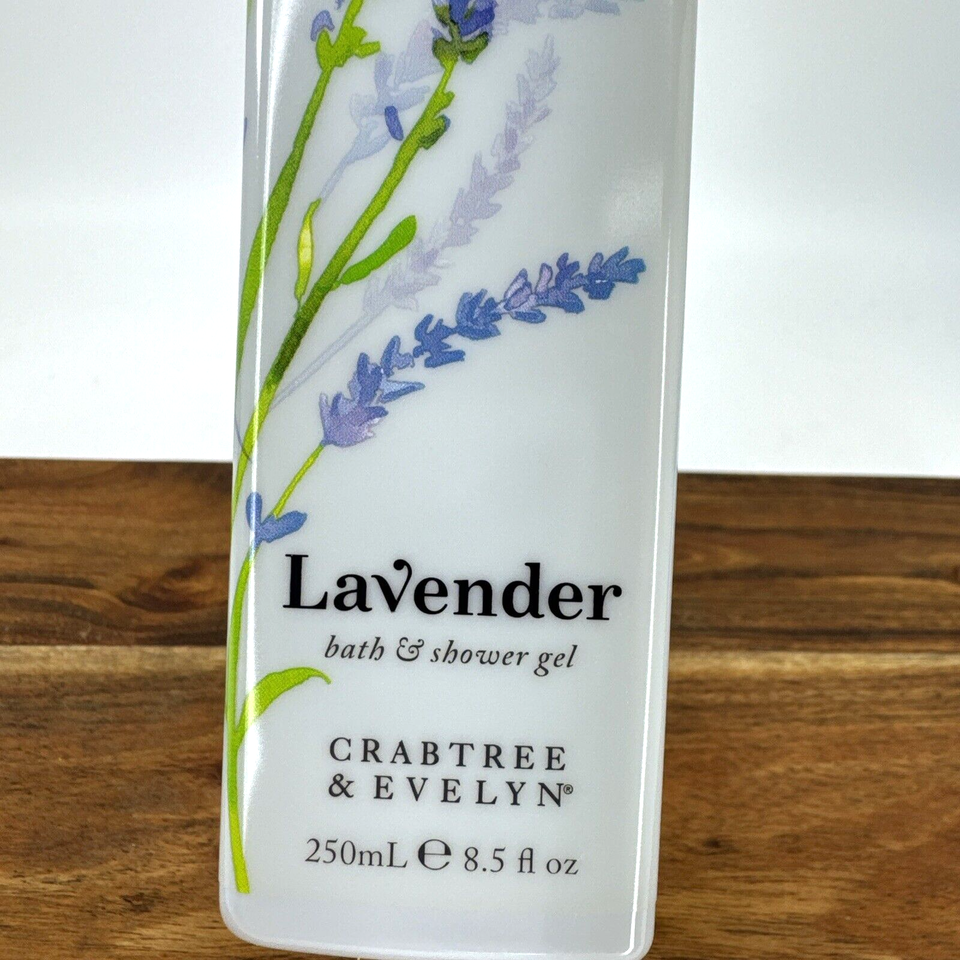 Lavender
bath & shower gel
CRABTREE
& EVELYN®
250mL ℮ 8.5 fl oz